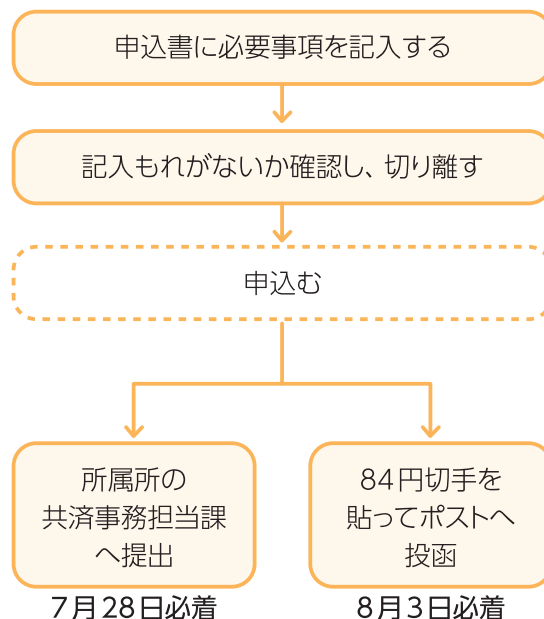 申込書に必要事項を記入する
記入もれがないか確認し、切り離す
申込む
所属所の
共済事務担当課
へ提出
7月28日必着
84円切手を
貼ってポストへ
投函
8月3日必着